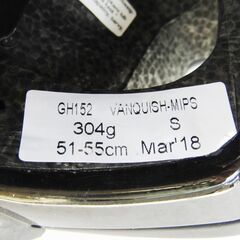 GH152 VANQUISH-MIPS
304g S
51-55cm Mar'18